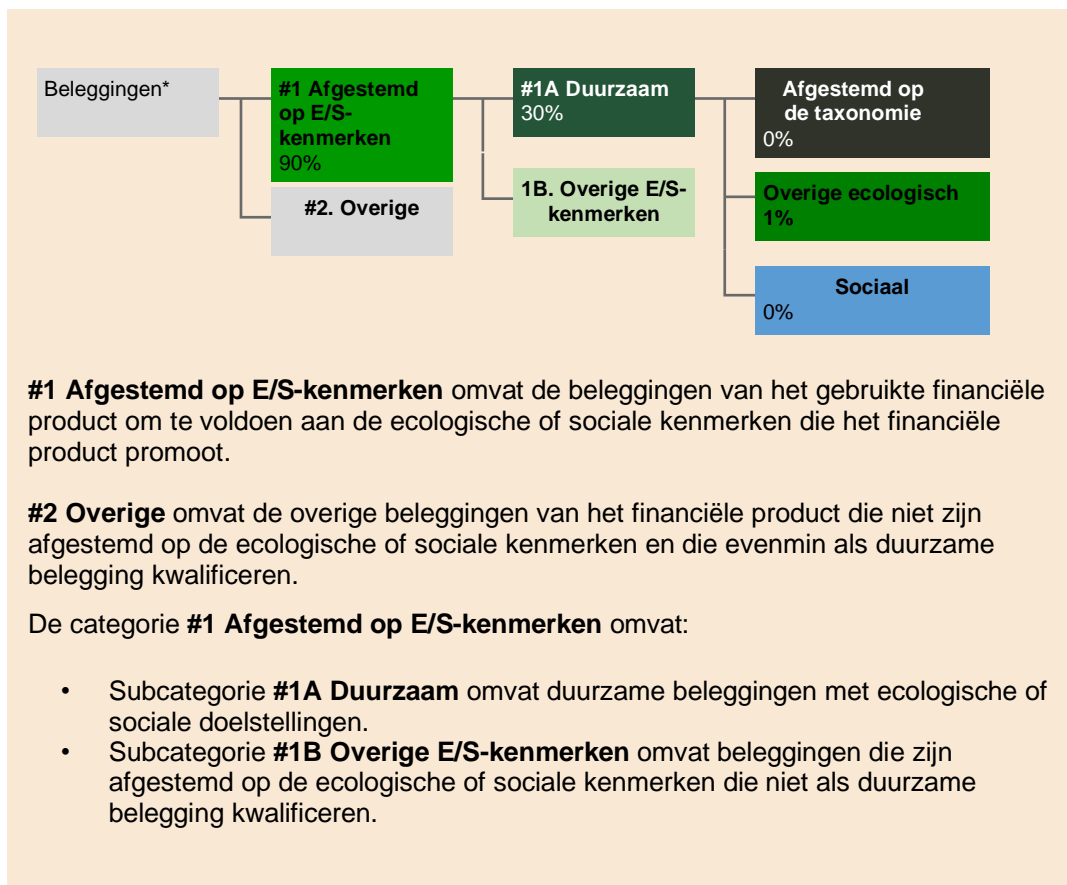 Beleggingen*
#1 Afgestemd
op E/S-
kenmerken
90%
#2. Overige
#1A Duurzaam
30%
1B. Overige E/S-
kenmerken
Afgestemd op
de taxonomie
0%
Overige ecologisch
1%
Sociaal
0%
#1 Afgestemd op E/S-kenmerken omvat de beleggingen van het gebruikte financiële
product om te voldoen aan de ecologische of sociale kenmerken die het financiële
product promoot.
#2 Overige omvat de overige beleggingen van het financiële product die niet zijn
afgestemd op de ecologische of sociale kenmerken en die evenmin als duurzame
belegging kwalificeren.
De categorie #1 Afgestemd op E/S-kenmerken omvat:
• Subcategorie #1A Duurzaam omvat duurzame beleggingen met ecologische of
sociale doelstellingen.
• Subcategorie #1B Overige E/S-kenmerken omvat beleggingen die zijn
afgestemd op de ecologische of sociale kenmerken die niet als duurzame
belegging kwalificeren.